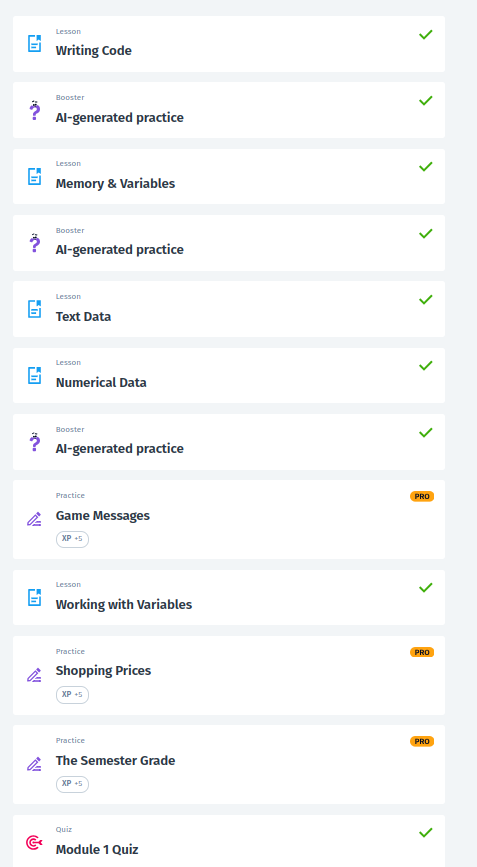 Lesson
Writing Code
Booster
AI-generated practice
Lesson
Memory & Variables
Booster
AI-generated practice
Lesson
Text Data
Lesson
Numerical Data
Booster
AI-generated practice
Practice
PRO
Game Messages
XP +5
Lesson
Working with Variables
Practice
PRO
Shopping Prices
XP +5
Practice
PRO
The Semester Grade
XP +5
Quiz
Module 1 Quiz